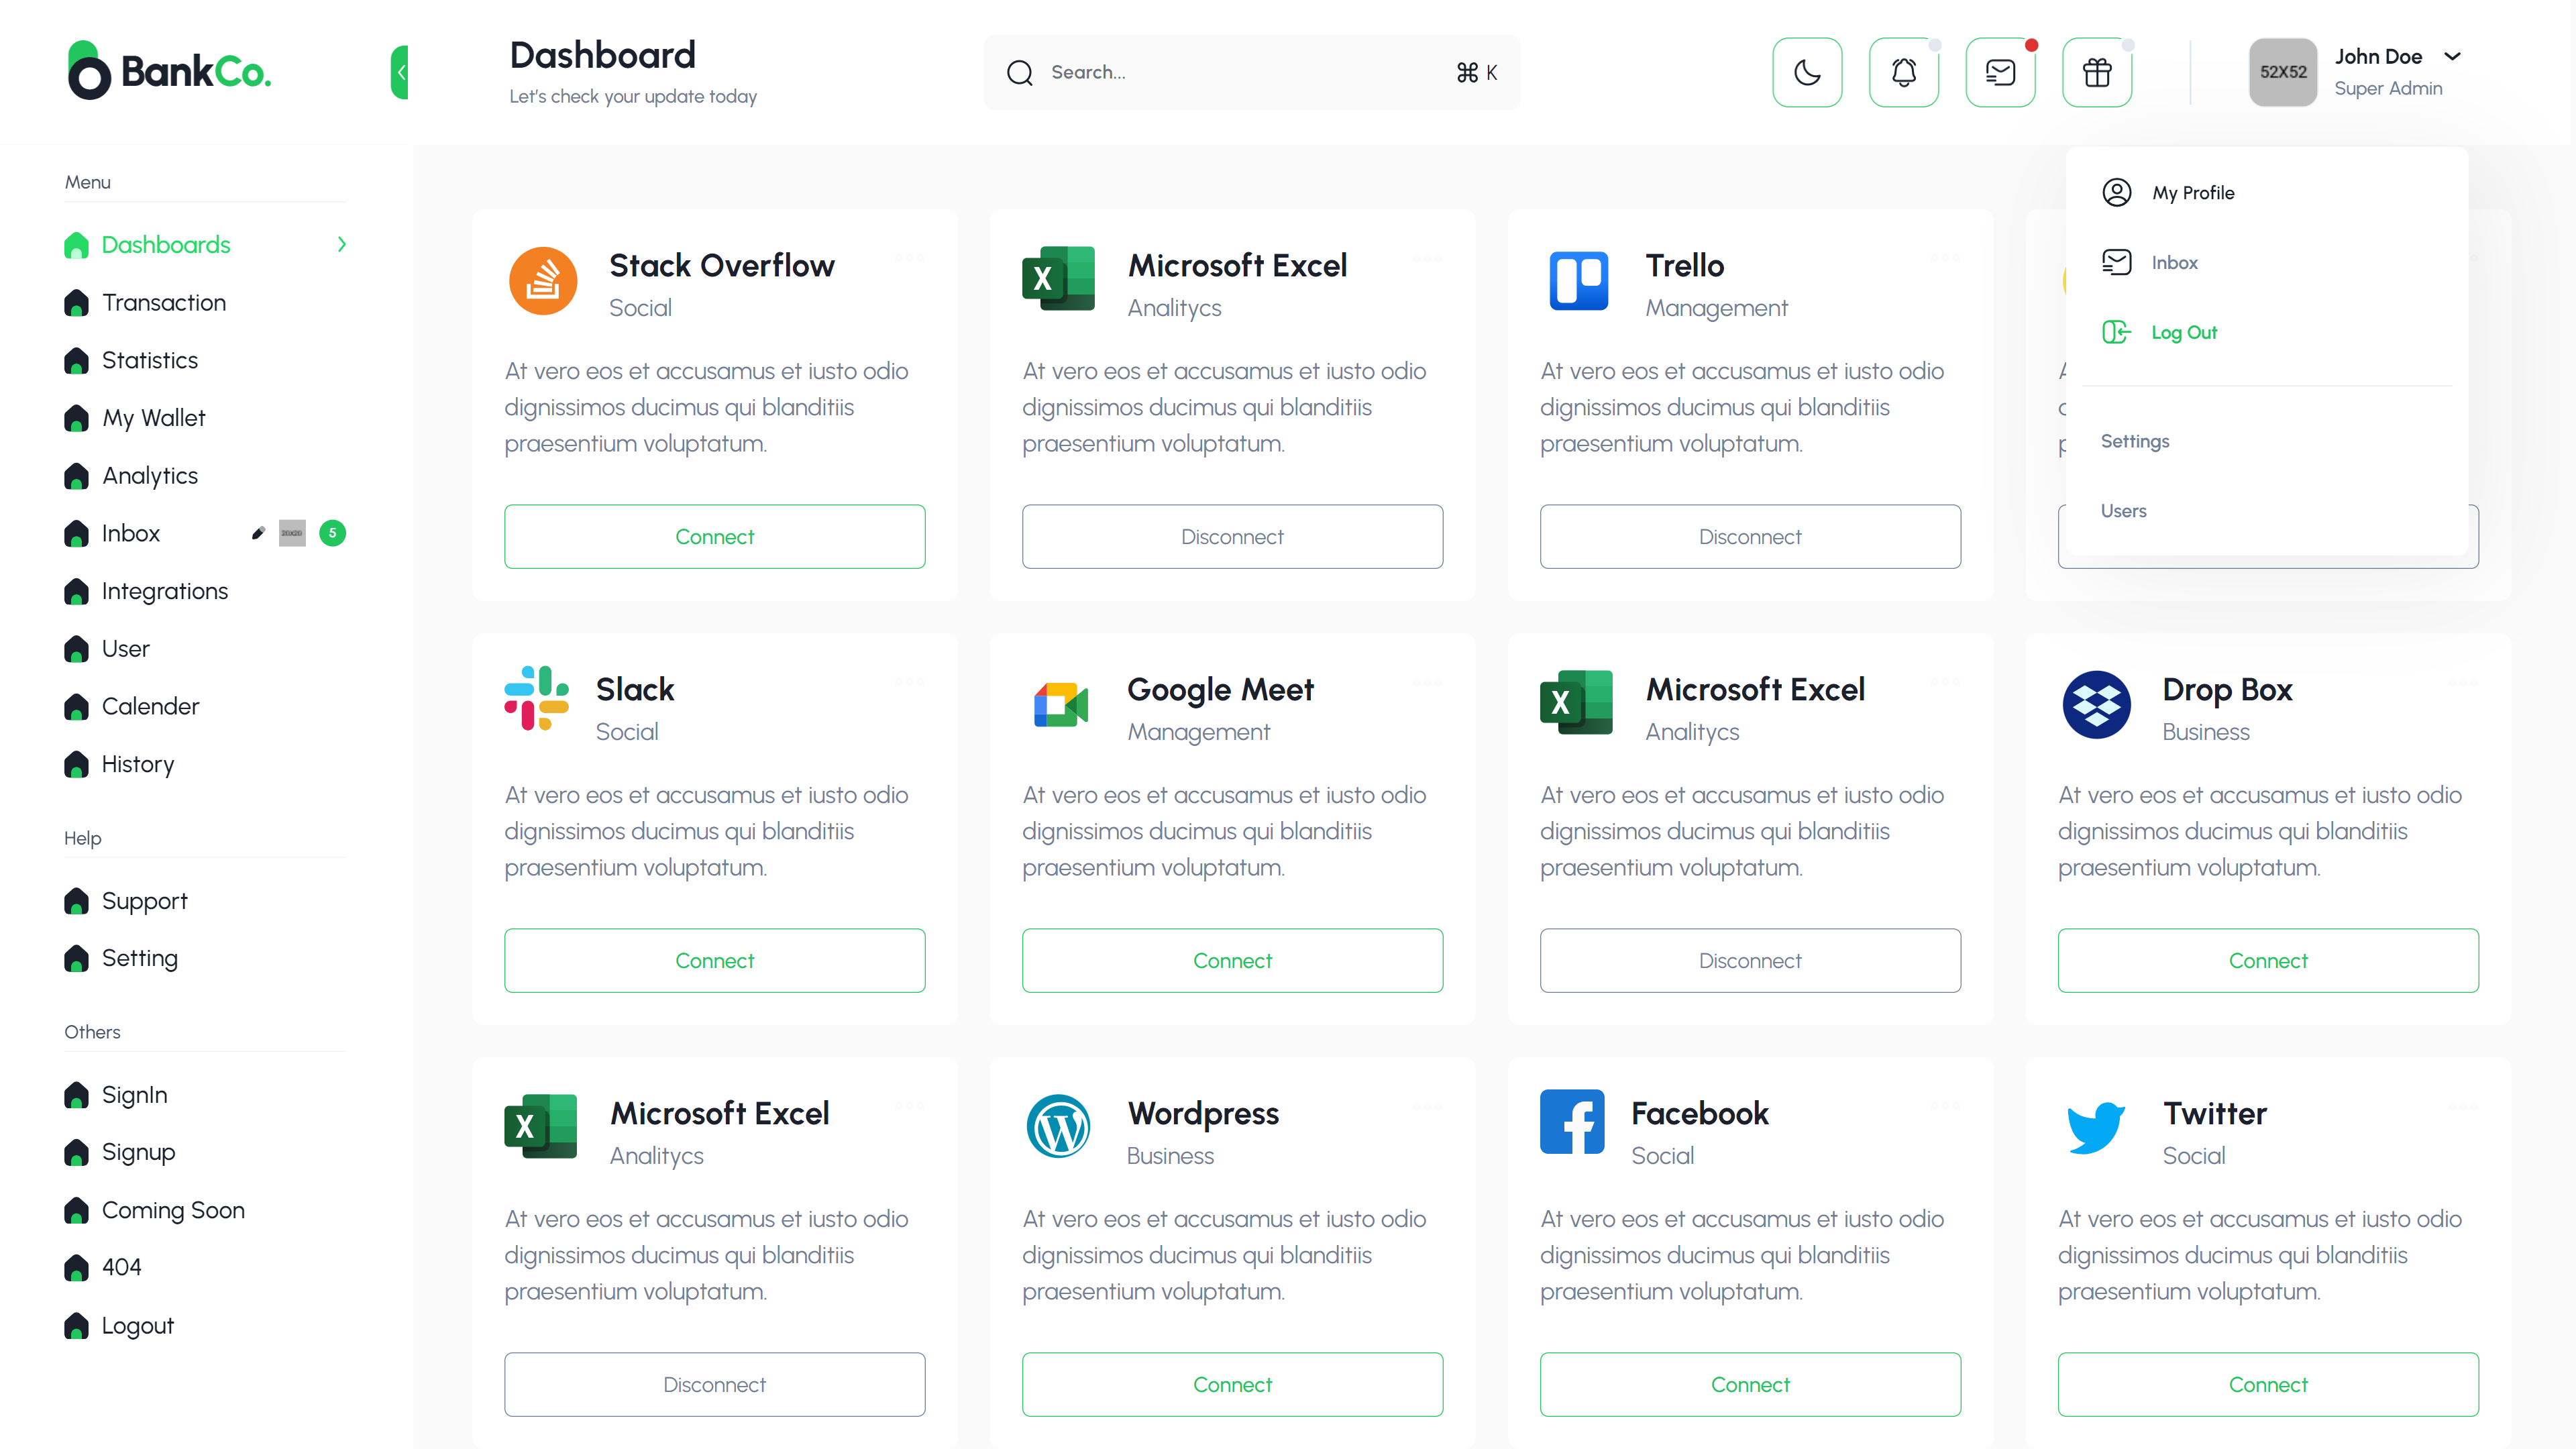 BankCo.
Dashboard
Let's check your update today
Search...
⌘ K
52X52
John Doe
Super Admin
Menu
Dashboards
Transaction
Statistics
My Wallet
Analytics
Inbox
5
Integrations
User
Calender
History
Help
Support
Setting
Others
SignIn
Signup
Coming Soon
404
Logout
My Profile
Inbox
Log Out
Settings
Users
Stack Overflow
Social
At vero eos et accusamus et iusto odio
dignissimos ducimus qui blanditiis
praesentium voluptatum.
Connect
Microsoft Excel
Analitycs
At vero eos et accusamus et iusto odio
dignissimos ducimus qui blanditiis
praesentium voluptatum.
Disconnect
Trello
Management
At vero eos et accusamus et iusto odio
dignissimos ducimus qui blanditiis
praesentium voluptatum.
Disconnect
Slack
Social
At vero eos et accusamus et iusto odio
dignissimos ducimus qui blanditiis
praesentium voluptatum.
Connect
Google Meet
Management
At vero eos et accusamus et iusto odio
dignissimos ducimus qui blanditiis
praesentium voluptatum.
Connect
Microsoft Excel
Analitycs
At vero eos et accusamus et iusto odio
dignissimos ducimus qui blanditiis
praesentium voluptatum.
Disconnect
Drop Box
Business
At vero eos et accusamus et iusto odio
dignissimos ducimus qui blanditiis
praesentium voluptatum.
Connect
Microsoft Excel
Analitycs
At vero eos et accusamus et iusto odio
dignissimos ducimus qui blanditiis
praesentium voluptatum.
Disconnect
Wordpress
Business
At vero eos et accusamus et iusto odio
dignissimos ducimus qui blanditiis
praesentium voluptatum.
Connect
Facebook
Social
At vero eos et accusamus et iusto odio
dignissimos ducimus qui blanditiis
praesentium voluptatum.
Connect
Twitter
Social
At vero eos et accusamus et iusto odio
dignissimos ducimus qui blanditiis
praesentium voluptatum.
Connect